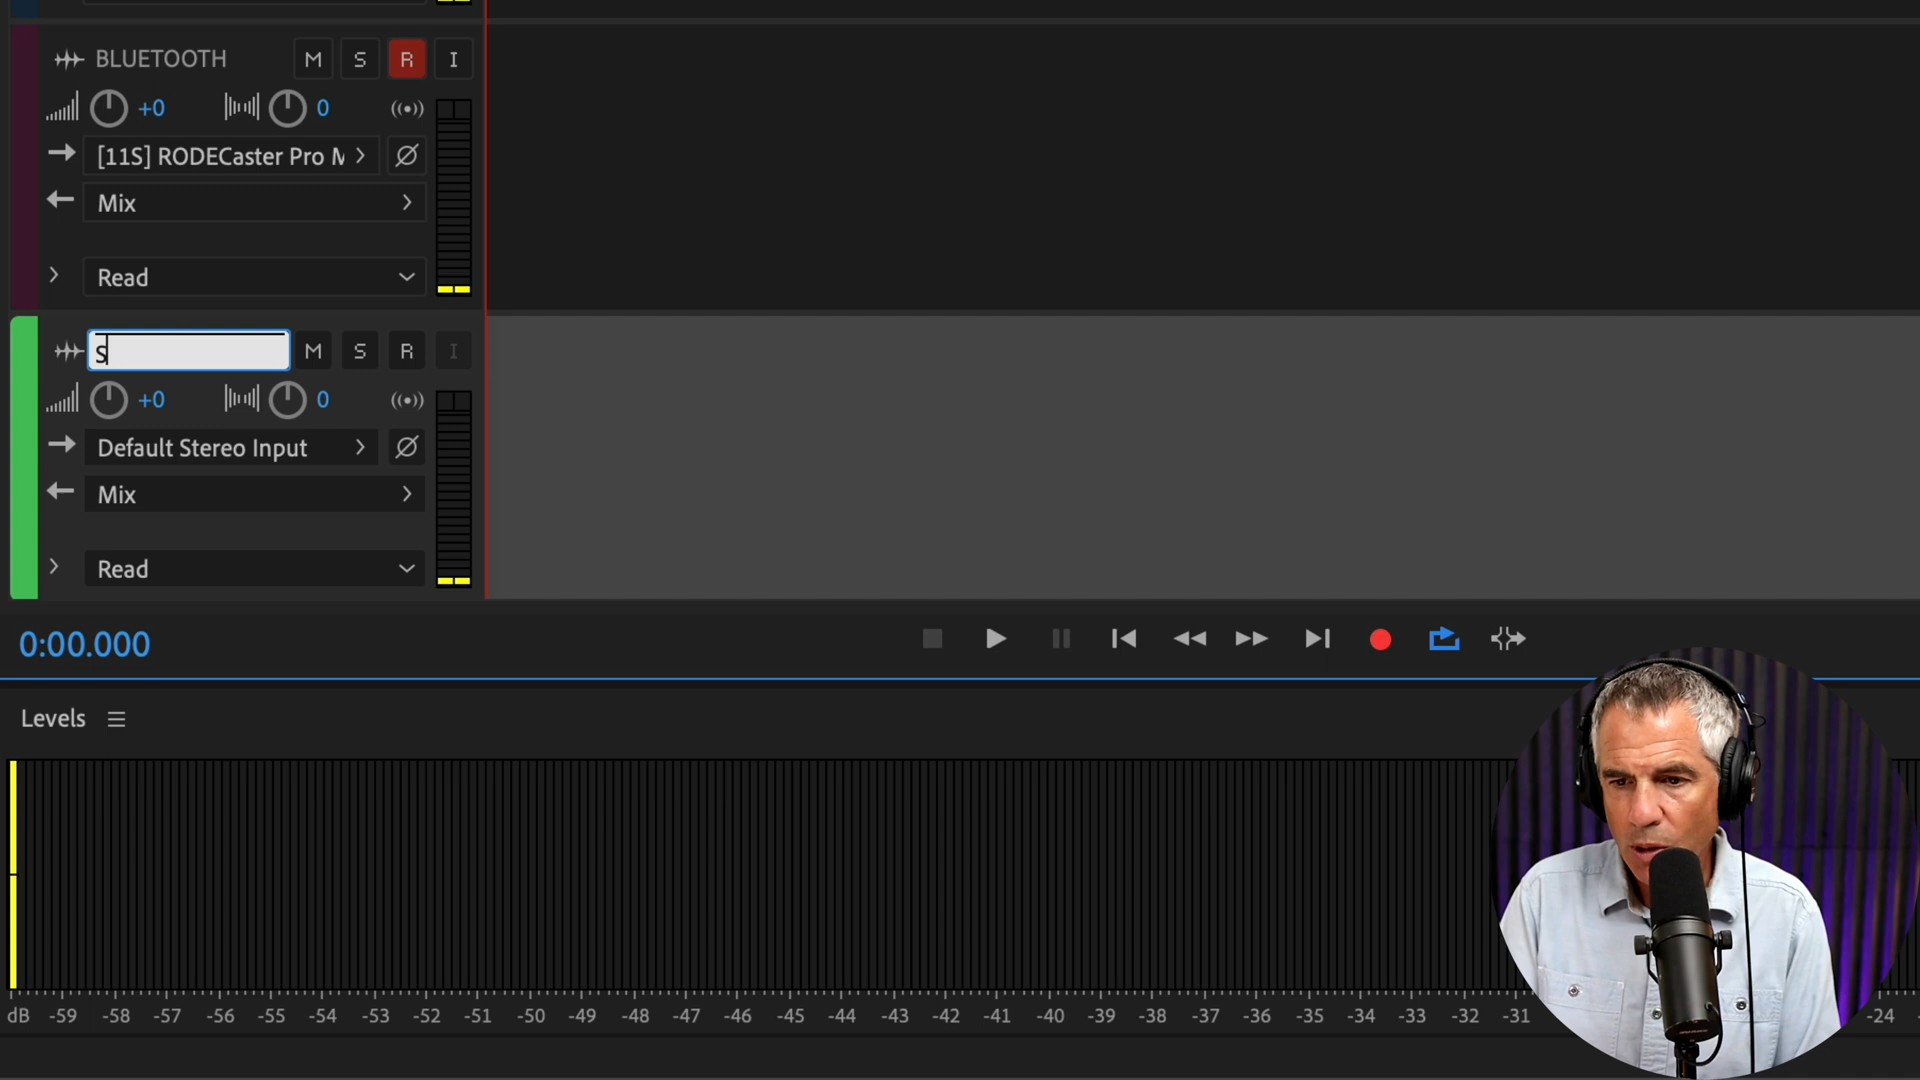 BLUETOOTH M S R I
+0 0
[11S] RODECaster Pro M
Mix
Read
S M S R I
+0 0
Default Stereo Input
Mix
Read
0:00.000
Levels
dB -59 -58 -57 -56 -55 -54 -53 -52 -51 -50 -49 -48 -47 -46 -45 -44 -43 -42 -41 -40 -39 -38 -37 -36 -35 -34 -33 -32 -31 -24